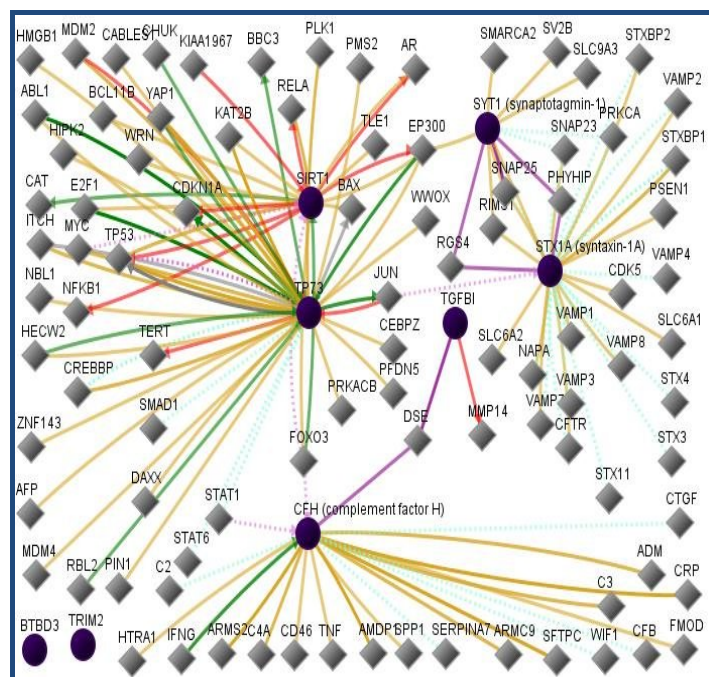 HMGB1
MDM2
CABLES
CHUK
KIAA1967
BBC3
PLK1
PMS2
AR
SMARCA2
SV2B
SLC9A3
STXBP2
ABL1
BCL11B
YAP1
RELA
SYT1 (synaptotagmin-1)
PRKCA
VAMP2
HIPK2
WRN
KAT2B
TLE1
EP300
SNAP23
STXBP1
CAT
E2F1
CDKN1A
SIRT1
BAX
SNAP25
PHYHIP
PSEN1
ITCH
MYC
TP53
WWOX
RIMS1
RGS4
STX1A (syntaxin-1A)
NBL1
NFKB1
TP73
JUN
TGFBI
CDK5
VAMP4
HECW2
TERT
CEBPZ
SLC6A2
VAMP1
SLC6A1
CREBBP
PFDN5
NAPA
VAMP8
ZNF143
SMAD1
PRKACB
DSE
MMP14
VAMP3
CFTR
STX4
AFP
DAXX
STAT1
FOXO3
STX11
STX3
MDM4
RBL2
PIN1
STAT6
C2
CFH (complement factor H)
CTGF
ADM
C3
CRP
BTBD3
TRIM2
HTRA1
IFNG
ARMS2
C4A
CD46
TNF
AMDP1
BPP1
SERPINA7
ARMC9
SFTPC
WIF1
CFB
FMOD